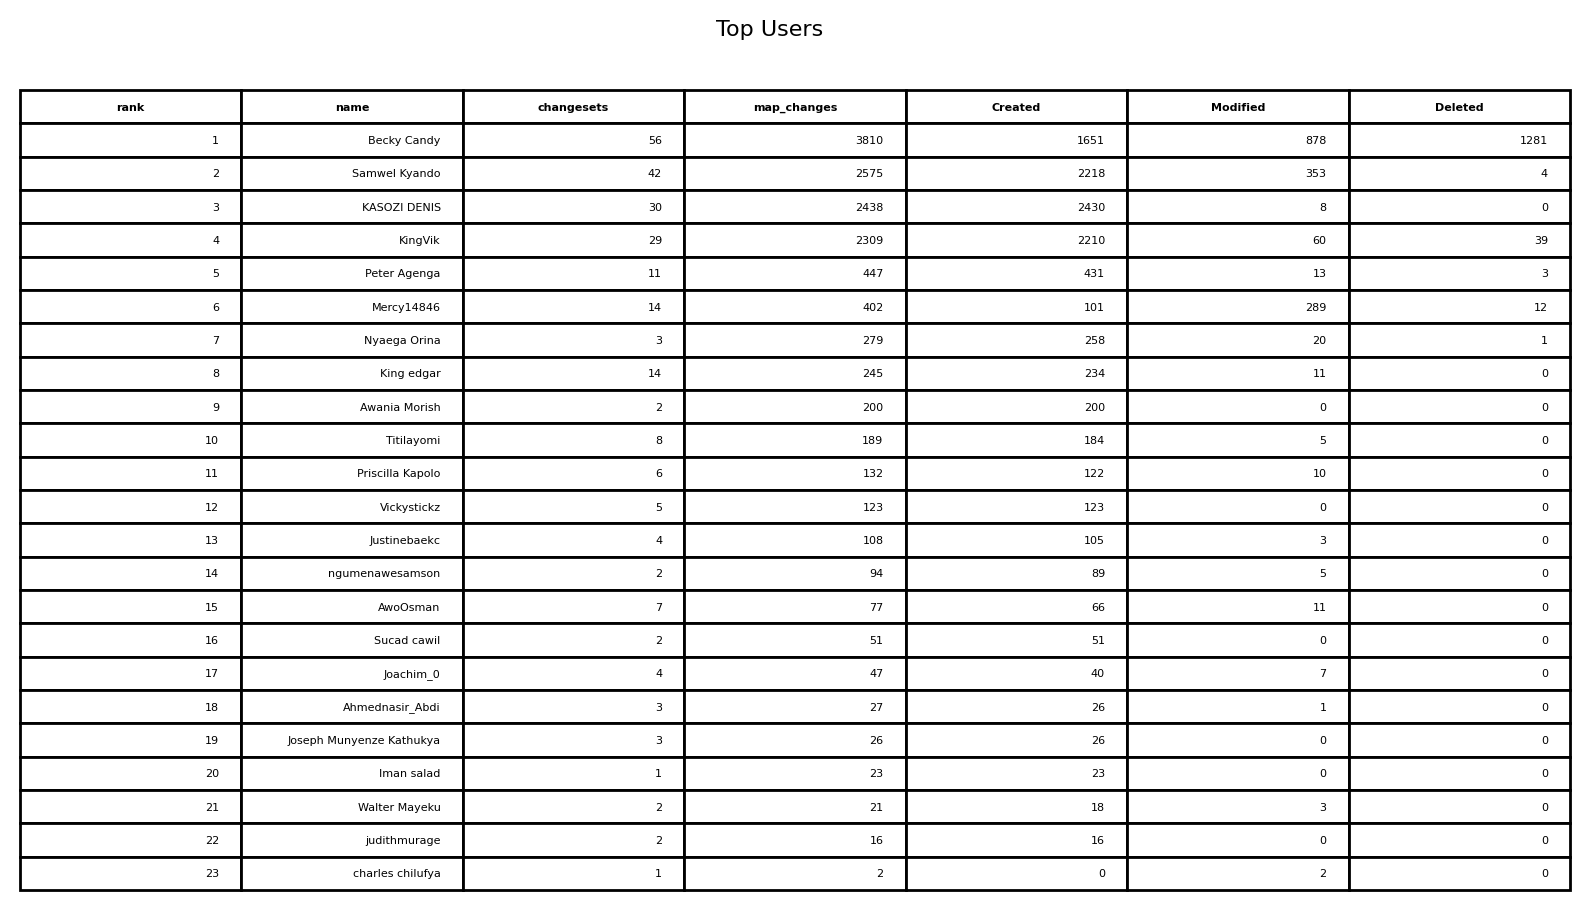 Top Users
rank name changesets map_changes Created Modified Deleted
1 Becky Candy 56 3810 1651 878 1281
2 Samwel Kyando 42 2575 2218 353 4
3 KASOZI DENIS 30 2438 2430 8 0
4 KingVik 29 2309 2210 60 39
5 Peter Agenga 11 447 431 13 3
6 Mercy14846 14 402 101 289 12
7 Nyaega Orina 3 279 258 20 1
8 King edgar 14 245 234 11 0
9 Awania Morish 2 200 200 0 0
10 Titilayomi 8 189 184 5 0
11 Priscilla Kapolo 6 132 122 10 0
12 Vickystickz 5 123 123 0 0
13 Justinebaekc 4 108 105 3 0
14 ngumenawesamson 2 94 89 5 0
15 AwoOsman 7 77 66 11 0
16 Sucad cawil 2 51 51 0 0
17 Joachim_0 4 47 40 7 0
18 Ahmednasir_Abdi 3 27 26 1 0
19 Joseph Munyenze Kathukya 3 26 26 0 0
20 Iman salad 1 23 23 0 0
21 Walter Mayeku 2 21 18 3 0
22 judithmurage 2 16 16 0 0
23 charles chilufya 1 2 0 2 0